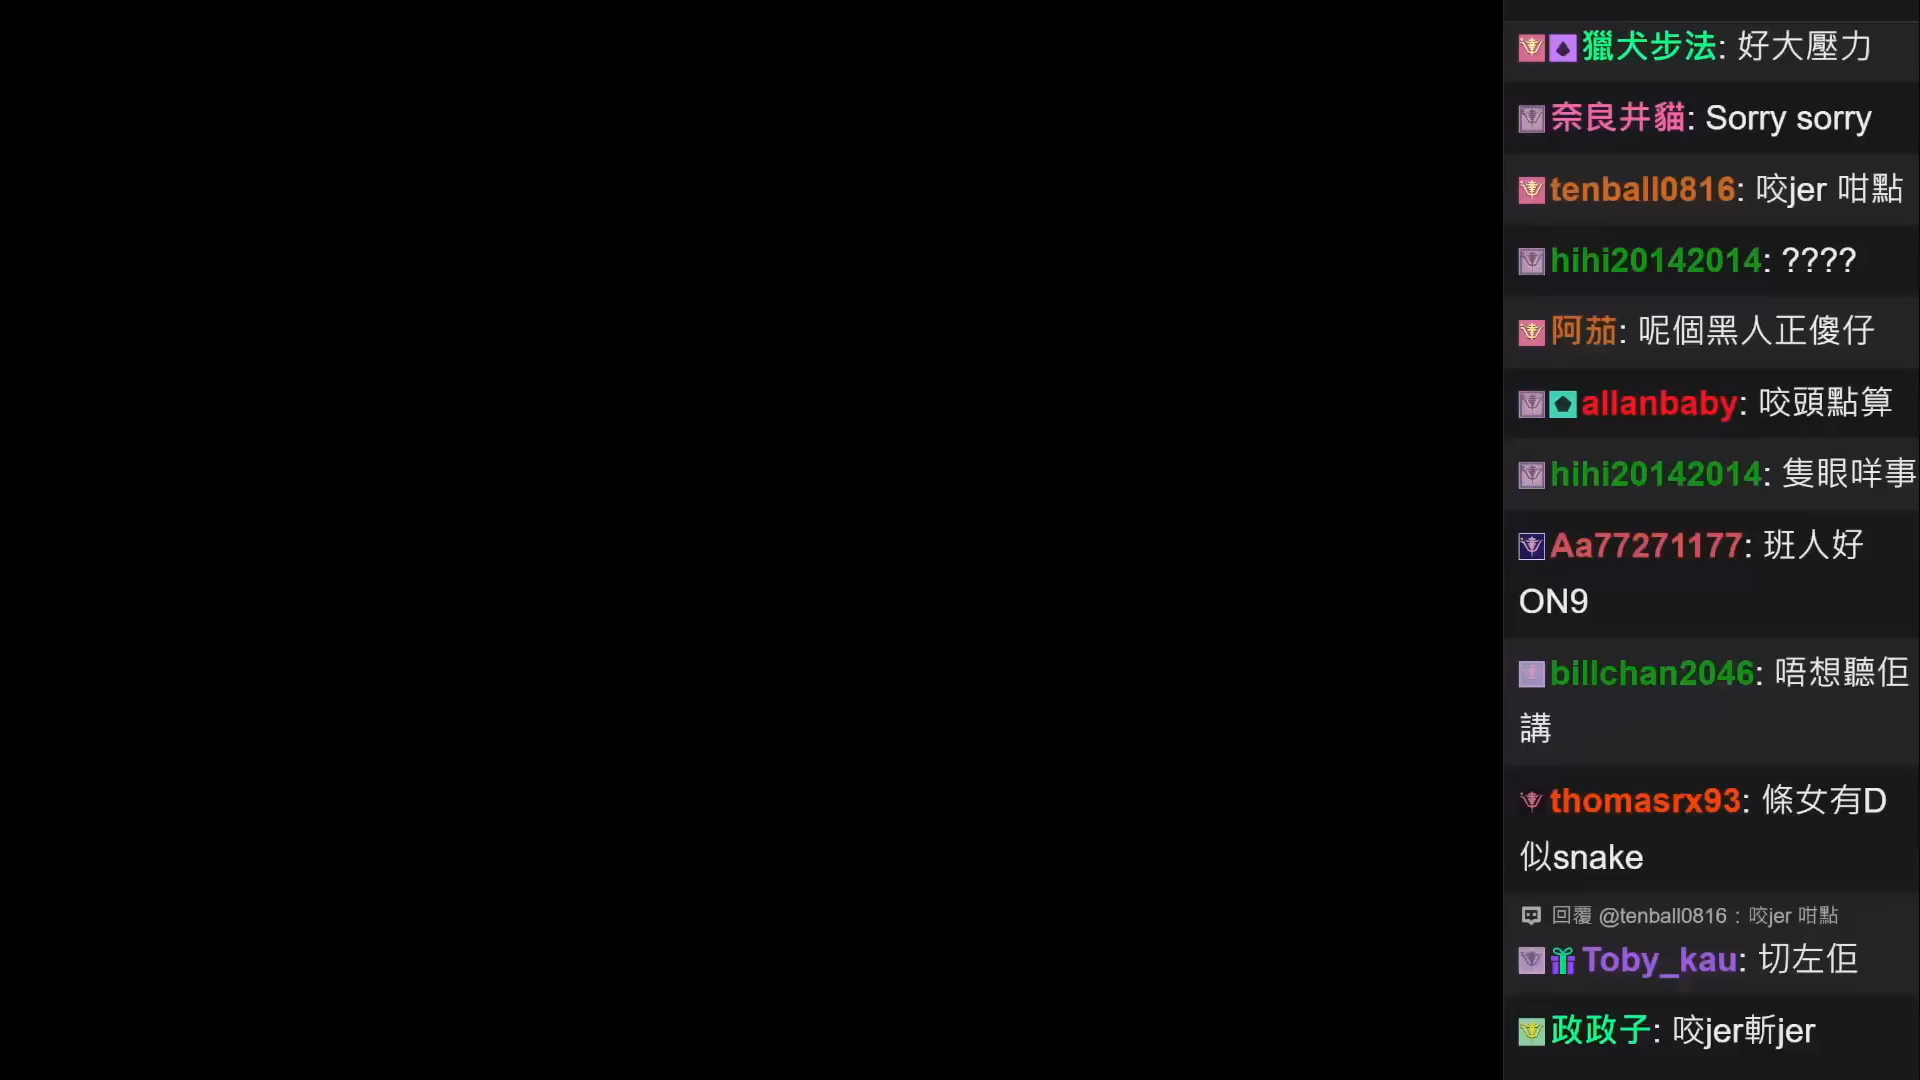 獵犬步法: 好大壓力
奈良井貓: Sorry sorry
tenball0816: 咬jer 咁點
hihi20142014: ????
阿茄: 呢個黑人正傻仔
allanbaby: 咬頭點算
hihi20142014: 隻眼咩事
Aa77271177: 班人好
ON9
billchan2046: 唔想聽佢
講
thomasrx93: 條女有D
似snake
回覆 @tenball0816：咬jer 咁點
Toby_kau: 切左佢
政政子: 咬jer斬jer